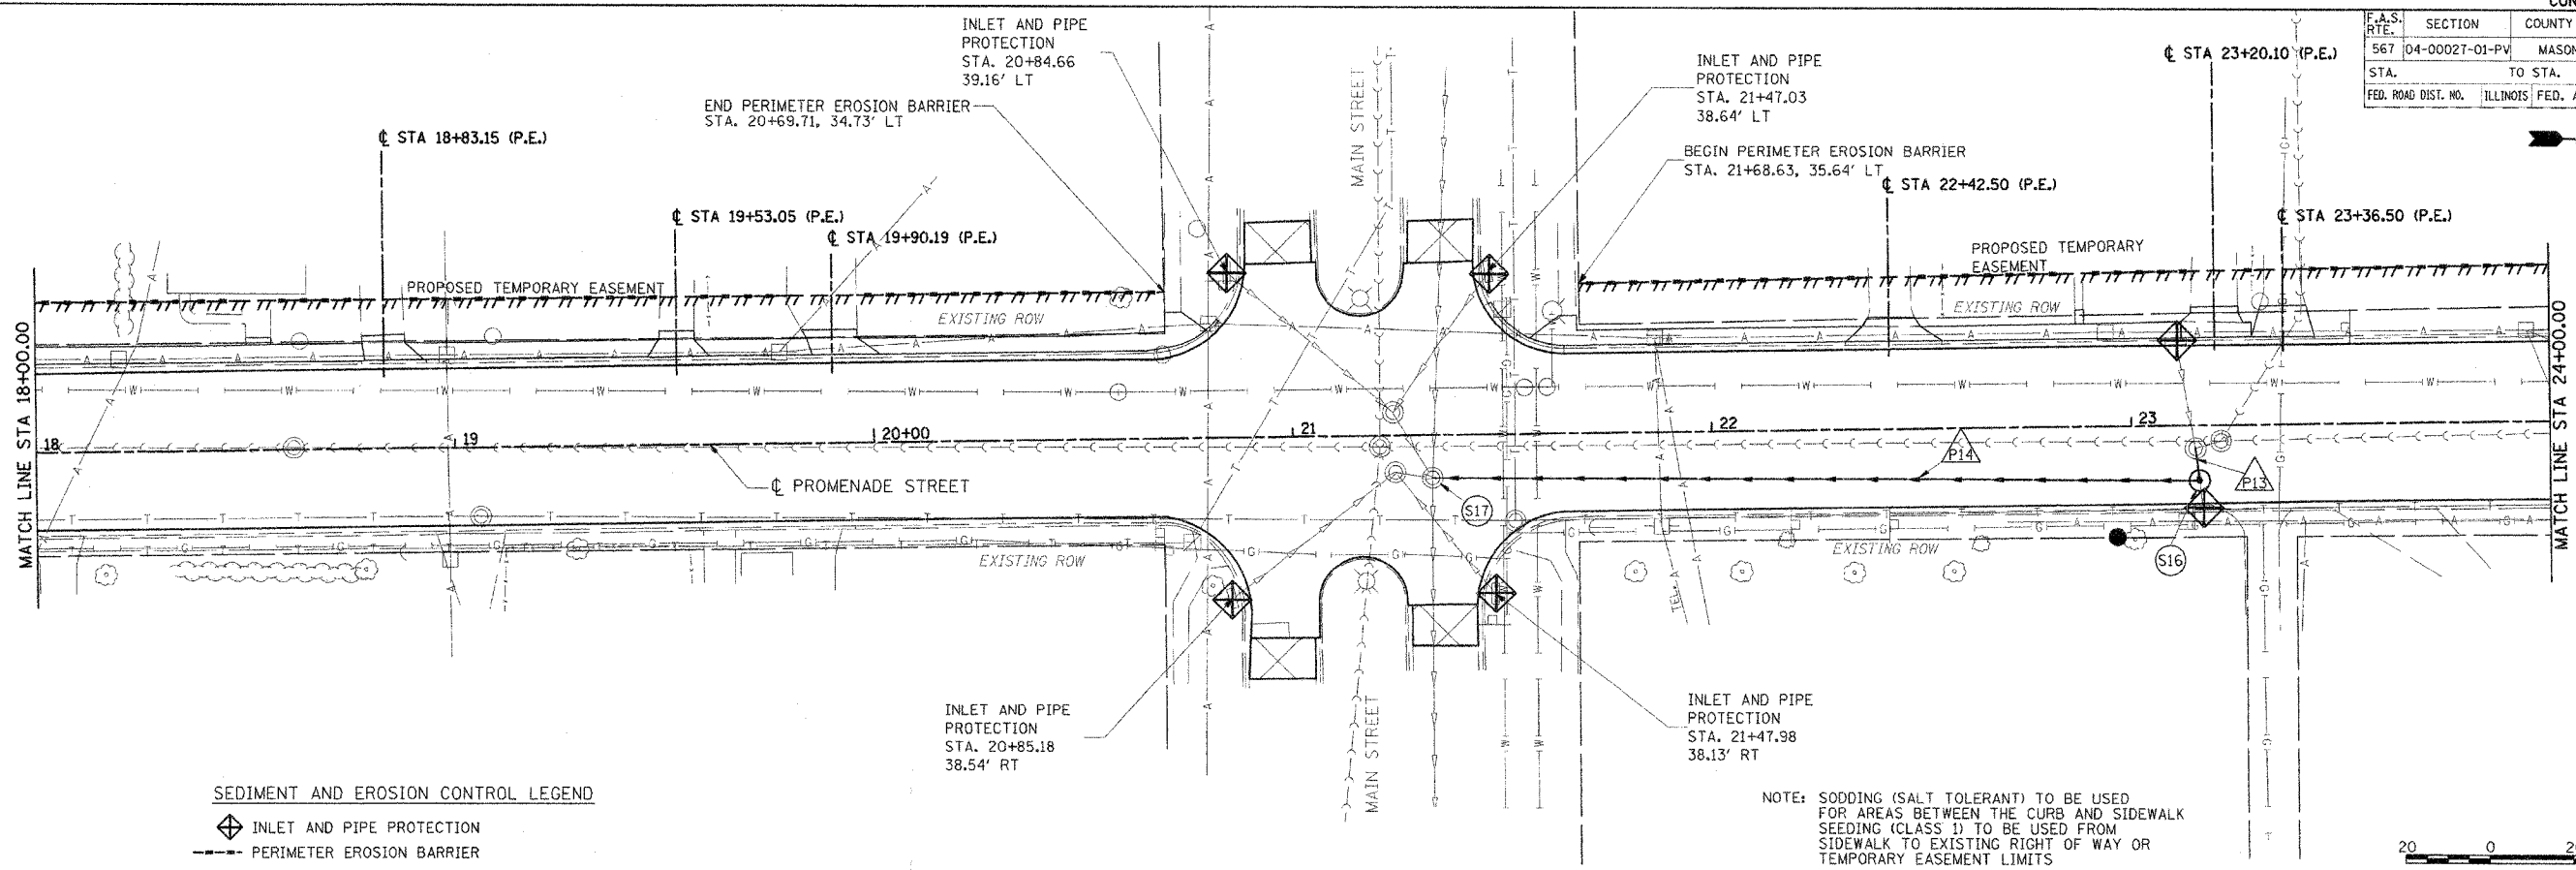 INLET AND PIPE
PROTECTION
STA. 20+84.66
39.16' LT
END PERIMETER EROSION BARRIER
STA. 20+69.71, 34.73' LT
℄ STA 18+83.15 (P.E.)
℄ STA 19+53.05 (P.E.)
℄ STA 19+90.19 (P.E.)
PROPOSED TEMPORARY EASEMENT
EXISTING ROW
MAIN STREET
INLET AND PIPE
PROTECTION
STA. 21+47.03
38.64' LT
BEGIN PERIMETER EROSION BARRIER
STA. 21+68.63, 35.64' LT
℄ STA 22+42.50 (P.E.)
℄ STA 23+20.10 (P.E.)
℄ STA 23+36.50 (P.E.)
PROPOSED TEMPORARY
EASEMENT
EXISTING ROW
F.A.S. RTE. SECTION COUNTY
567 04-00027-01-PV MASON
STA. TO STA.
FED. ROAD DIST. NO. ILLINOIS FED. A
MATCH LINE STA 18+00.00
18
19
20+00
21
22
23
MATCH LINE STA 24+00.00
℄ PROMENADE STREET
P14
P13
S17
S16
EXISTING ROW
EXISTING ROW
TEL. A
INLET AND PIPE
PROTECTION
STA. 20+85.18
38.54' RT
MAIN STREET
INLET AND PIPE
PROTECTION
STA. 21+47.98
38.13' RT
SEDIMENT AND EROSION CONTROL LEGEND
INLET AND PIPE PROTECTION
PERIMETER EROSION BARRIER
NOTE: SODDING (SALT TOLERANT) TO BE USED
FOR AREAS BETWEEN THE CURB AND SIDEWALK
SEEDING (CLASS 1) TO BE USED FROM
SIDEWALK TO EXISTING RIGHT OF WAY OR
TEMPORARY EASEMENT LIMITS
20 0